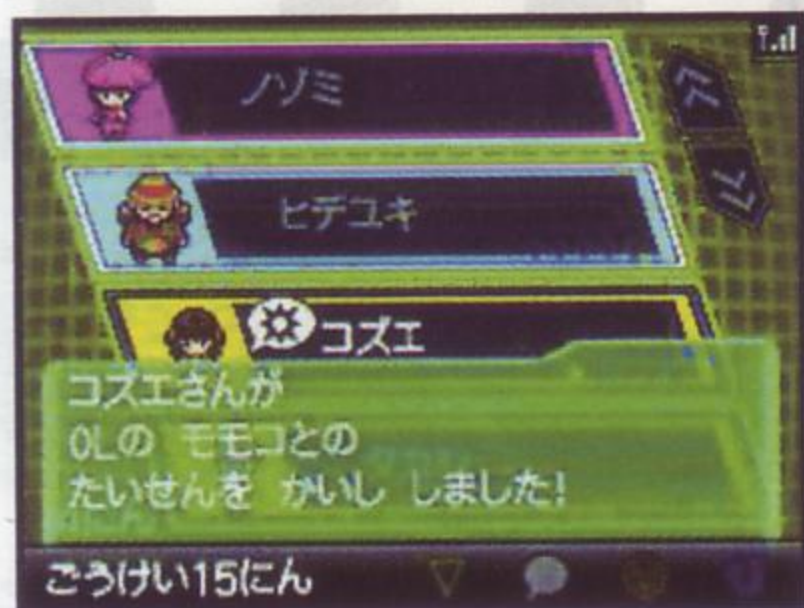 ノゾミ
ヒデユキ
コズエ
コズエさんが
OLの モモコとの
たいせんを かいし しました!
ごうけい15にん